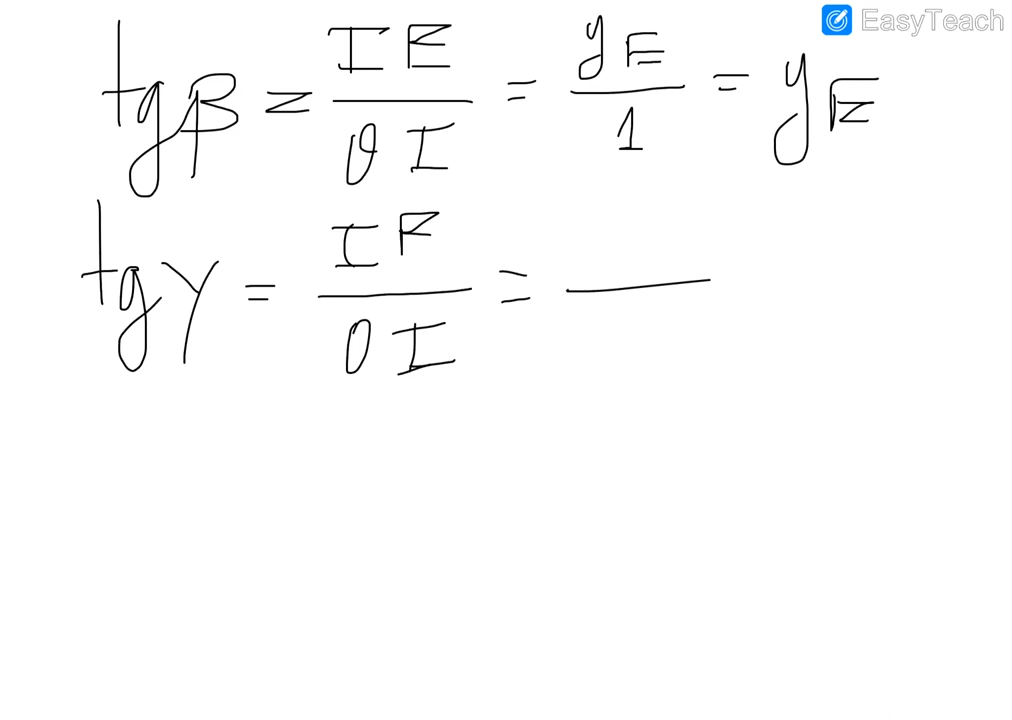 EasyTeach
tgβ = IE/OI = yE/1 = yE
tgγ = IF/OI =